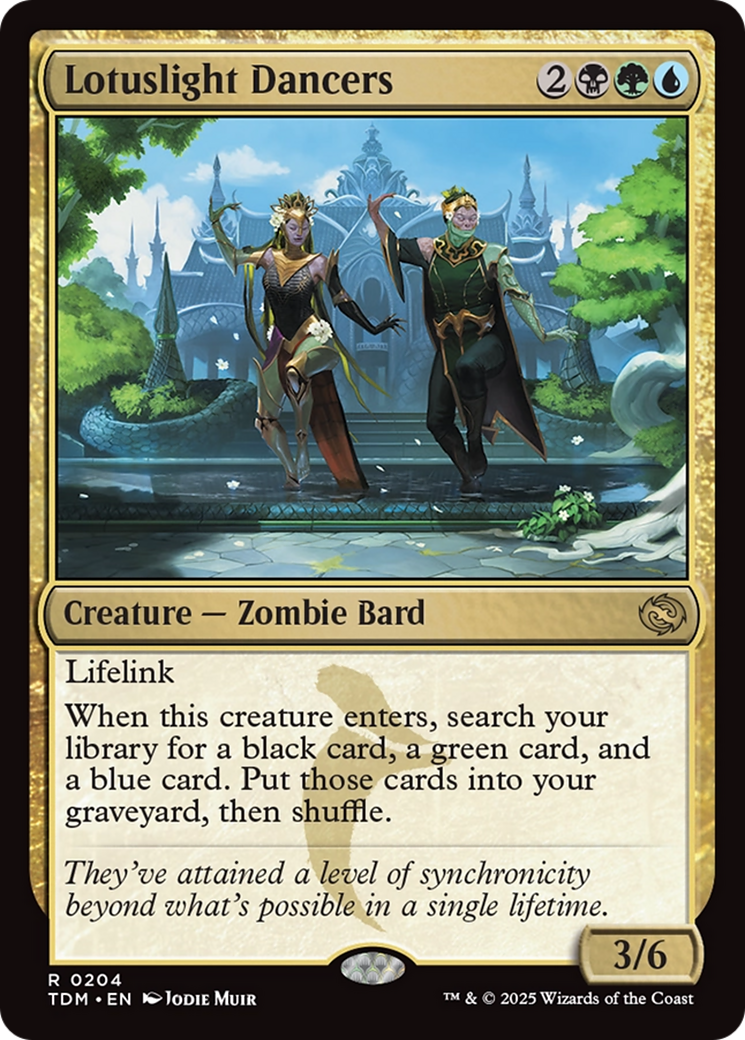 Lotuslight Dancers 2
Creature — Zombie Bard
Lifelink
When this creature enters, search your
library for a black card, a green card, and
a blue card. Put those cards into your
graveyard, then shuffle.
They've attained a level of synchronicity
beyond what's possible in a single lifetime.
3/6
R 0204
TDM • EN Jodie Muir
™ & © 2025 Wizards of the Coast